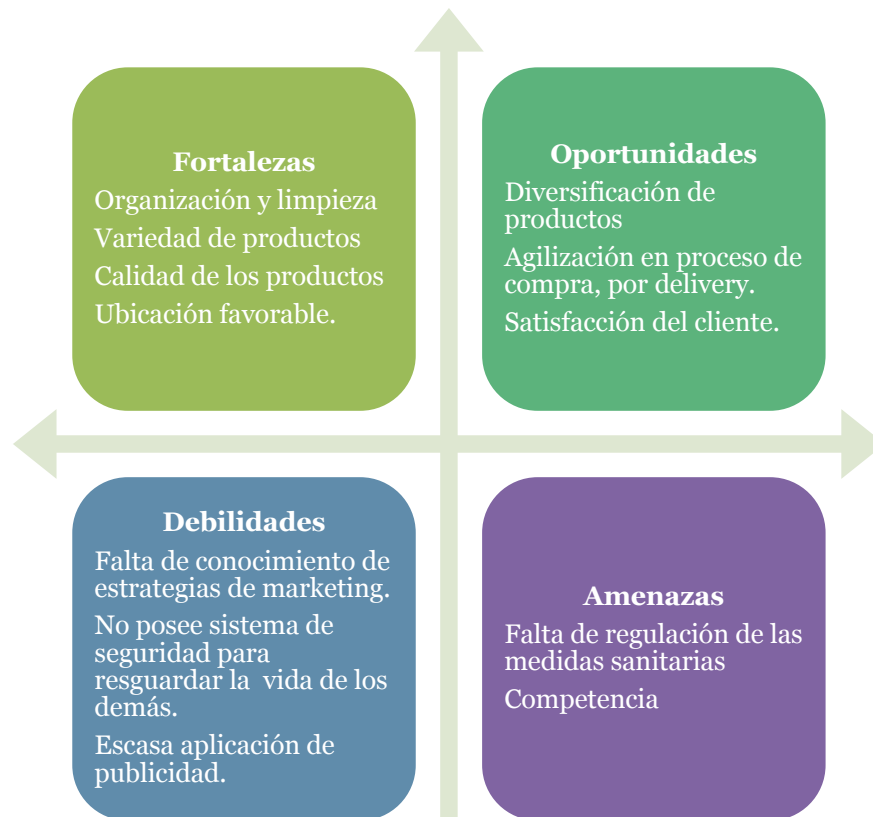 Fortalezas
Organización y limpieza
Variedad de productos
Calidad de los productos
Ubicación favorable.
Oportunidades
Diversificación de
productos
Agilización en proceso de
compra, por delivery.
Satisfacción del cliente.
Debilidades
Falta de conocimiento de
estrategias de marketing.
No posee sistema de
seguridad para
resguardar la  vida de los
demás.
Escasa aplicación de
publicidad.
Amenazas
Falta de regulación de las
medidas sanitarias
Competencia